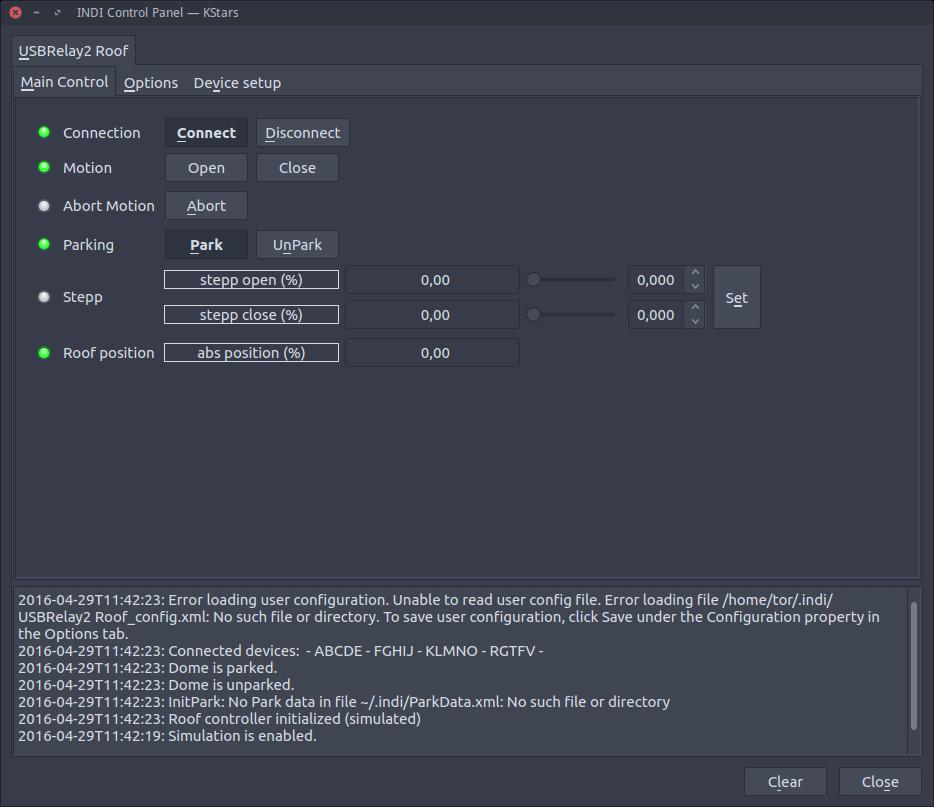 INDI Control Panel — KStars
USBRelay2 Roof
Main Control Options Device setup
Connection Connect Disconnect
Motion Open Close
Abort Motion Abort
Parking Park UnPark
stepp open (%) 0,00 0,000
Stepp Set
stepp close (%) 0,00 0,000
Roof position abs position (%) 0,00
2016-04-29T11:42:23: Error loading user configuration. Unable to read user config file. Error loading file /home/tor/.indi/
USBRelay2 Roof_config.xml: No such file or directory. To save user configuration, click Save under the Configuration property in
the Options tab.
2016-04-29T11:42:23: Connected devices:  - ABCDE - FGHIJ - KLMNO - RGTFV -
2016-04-29T11:42:23: Dome is parked.
2016-04-29T11:42:23: Dome is unparked.
2016-04-29T11:42:23: InitPark: No Park data in file ~/.indi/ParkData.xml: No such file or directory
2016-04-29T11:42:23: Roof controller initialized (simulated)
2016-04-29T11:42:19: Simulation is enabled.
Clear Close